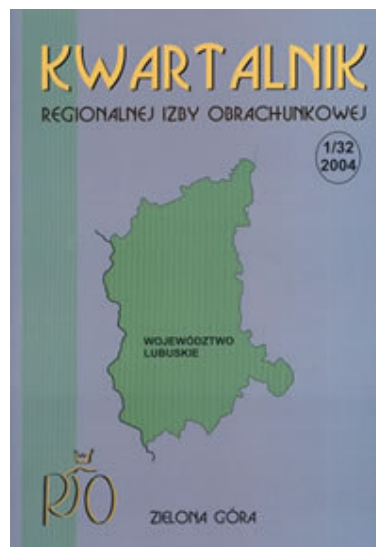 KWARTALNIK
REGIONALNEJ IZBY OBRACHUNKOWEJ
1/32
2004
WOJEWÓDZTWO
LUBUSKIE
RIO
ZIELONA GÓRA